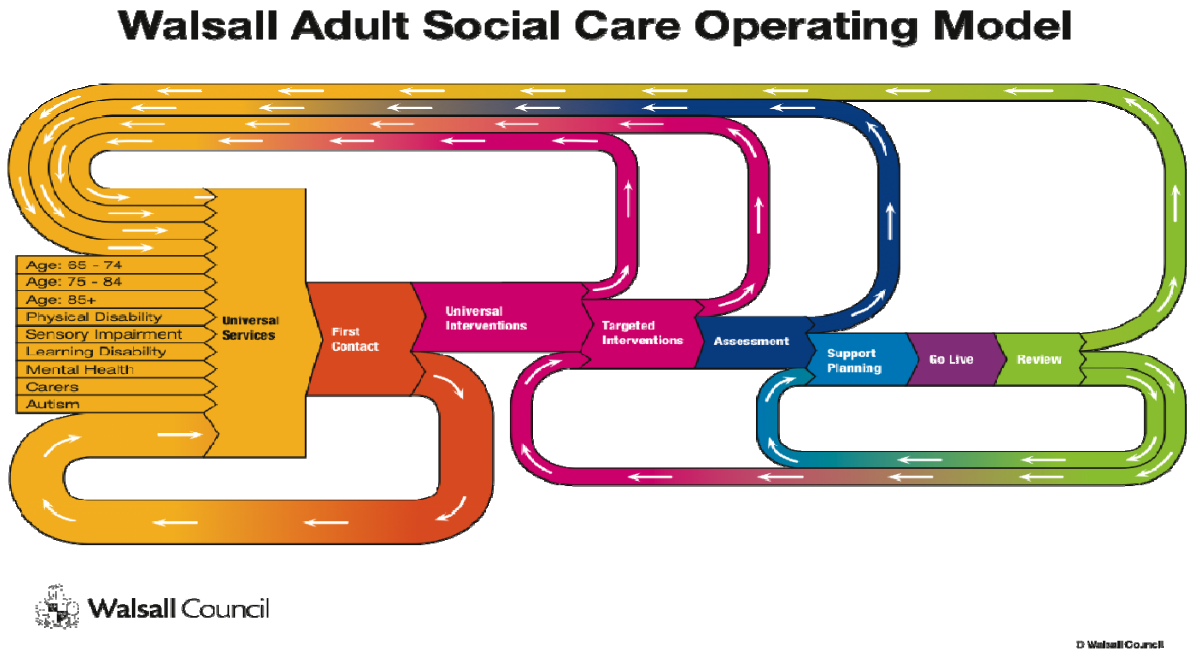 Walsall Adult Social Care Operating Model
Age: 65 - 74
Age: 75 - 84
Age: 85+
Physical Disability
Sensory Impairment
Learning Disability
Mental Health
Carers
Autism
Universal
Services
First
Contact
Universal
Interventions
Targeted
Interventions
Assessment
Support
Planning
Go Live
Review
Walsall Council
D Walsall Council